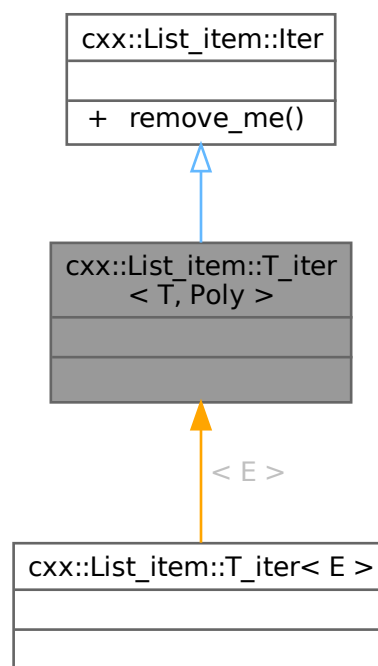 cxx::List_item::Iter
+ remove_me()
cxx::List_item::T_iter
< T, Poly >
< E >
cxx::List_item::T_iter< E >